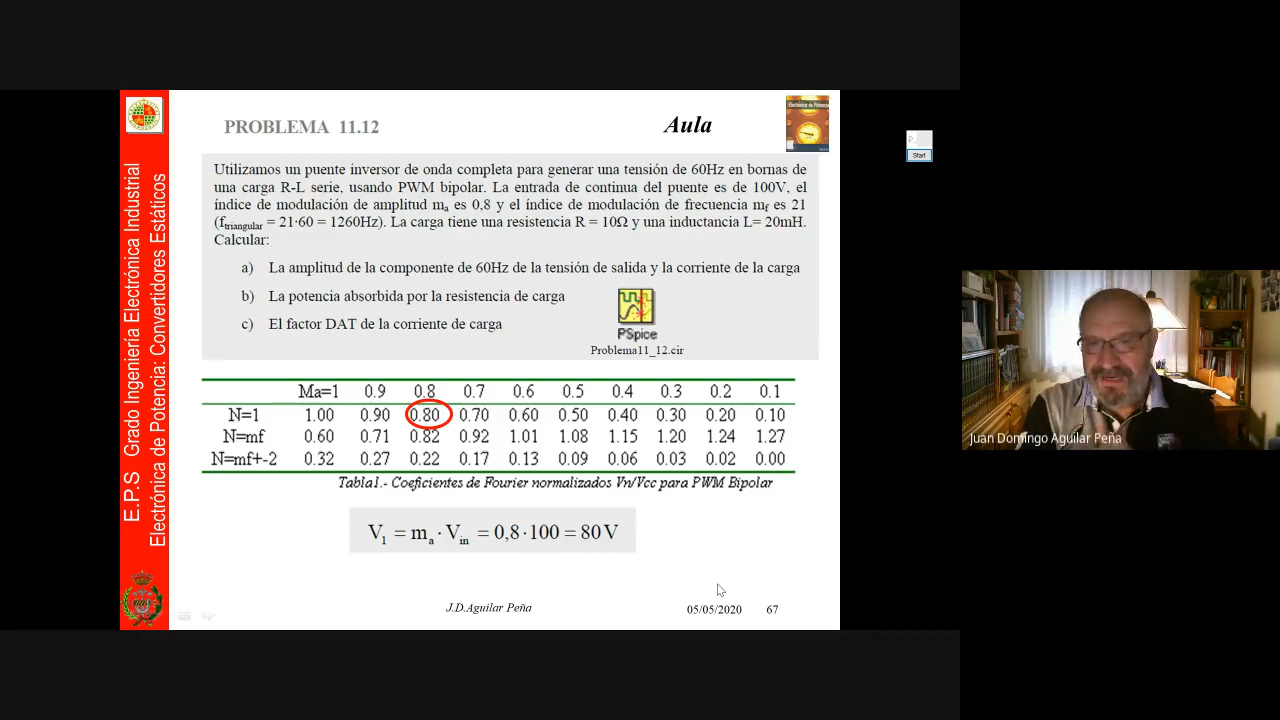 PROBLEMA 11.12
Aula
Electrónica de Potencia
Utilizamos un puente inversor de onda completa para generar una tensión de 60Hz en bornas de
una carga R-L serie, usando PWM bipolar. La entrada de continua del puente es de 100V, el
índice de modulación de amplitud ma es 0,8 y el índice de modulación de frecuencia mf es 21
(ftriangular = 21·60 = 1260Hz). La carga tiene una resistencia R = 10Ω y una inductancia L= 20mH.
Calcular:
a) La amplitud de la componente de 60Hz de la tensión de salida y la corriente de la carga
b) La potencia absorbida por la resistencia de carga
c) El factor DAT de la corriente de carga
PSpice
Problema11_12.cir
Ma=1 0.9 0.8 0.7 0.6 0.5 0.4 0.3 0.2 0.1
N=1 1.00 0.90 0.80 0.70 0.60 0.50 0.40 0.30 0.20 0.10
N=mf 0.60 0.71 0.82 0.92 1.01 1.08 1.15 1.20 1.24 1.27
N=mf+-2 0.32 0.27 0.22 0.17 0.13 0.09 0.06 0.03 0.02 0.00
Tabla1.- Coeficientes de Fourier normalizados Vn/Vcc para PWM Bipolar
V1 = ma · Vin = 0,8·100 = 80 V
J.D.Aguilar Peña
05/05/2020 67
E.P.S Grado Ingeniería Electrónica Industrial
Electrónica de Potencia: Convertidores Estáticos
Start
Juan Domingo Aguilar Peña